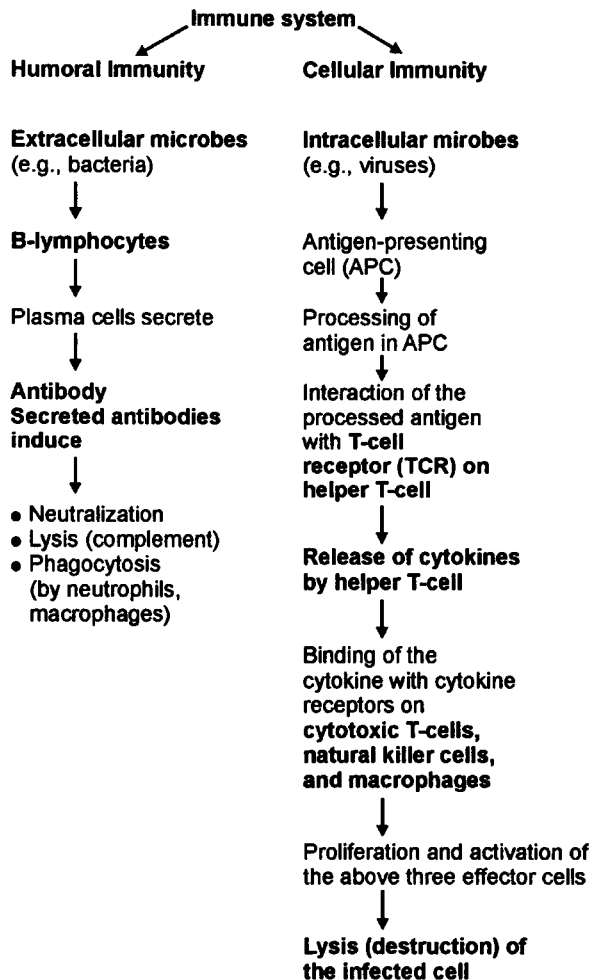 Immune system
Humoral Immunity
Extracellular microbes
(e.g., bacteria)
B-lymphocytes
Plasma cells secrete
Antibody
Secreted antibodies
induce
• Neutralization
• Lysis (complement)
• Phagocytosis
(by neutrophils,
macrophages)
Cellular Immunity
Intracellular mirobes
(e.g., viruses)
Antigen-presenting
cell (APC)
Processing of
antigen in APC
Interaction of the
processed antigen
with T-cell
receptor (TCR) on
helper T-cell
Release of cytokines
by helper T-cell
Binding of the
cytokine with cytokine
receptors on
cytotoxic T-cells,
natural killer cells,
and macrophages
Proliferation and activation of
the above three effector cells
Lysis (destruction) of
the infected cell